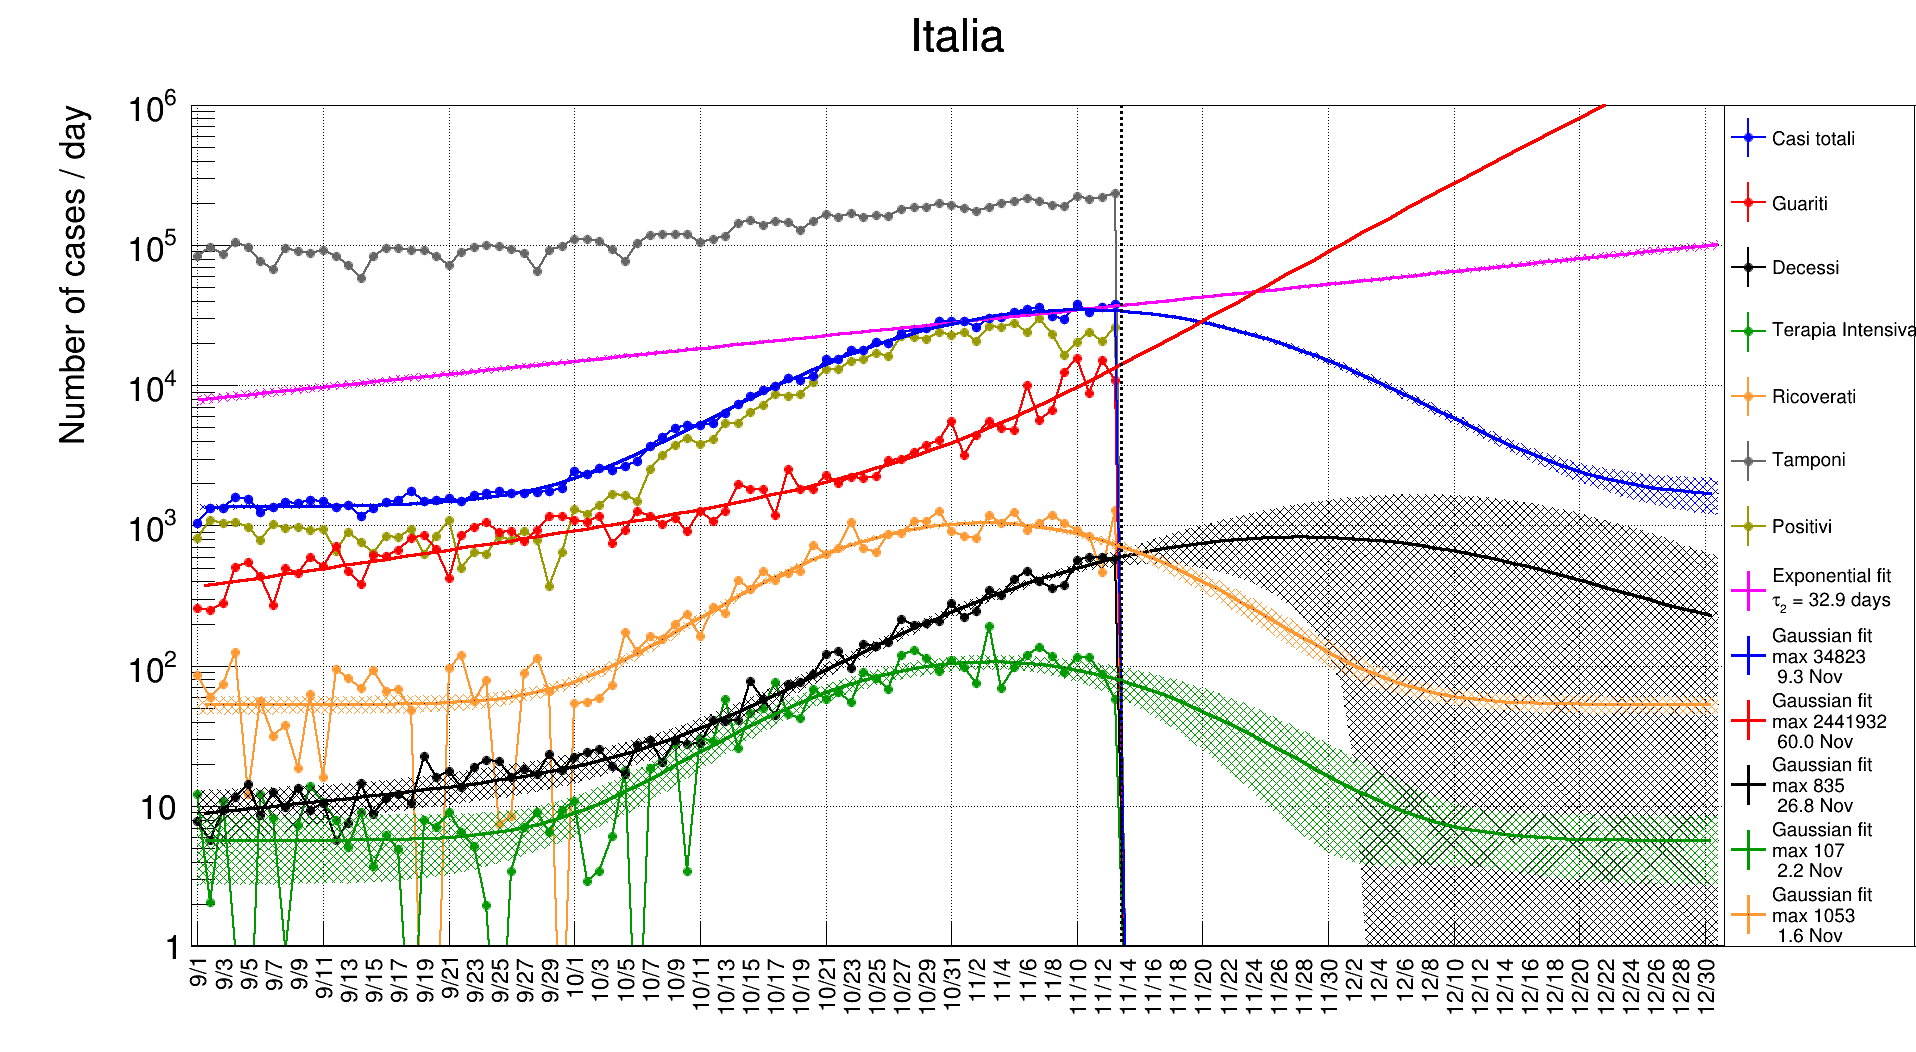 Italia
Number of cases / day
10^6
10^5
10^4
10^3
10^2
10
1
9/1 9/3 9/5 9/7 9/9 9/11 9/13 9/15 9/17 9/19 9/21 9/23 9/25 9/27 9/29 10/1 10/3 10/5 10/7 10/9 10/11 10/13 10/15 10/17 10/19 10/21 10/23 10/25 10/27 10/29 10/31 11/2 11/4 11/6 11/8 11/10 11/12 11/14 11/16 11/18 11/20 11/22 11/24 11/26 11/28 11/30 12/2 12/4 12/6 12/8 12/10 12/12 12/14 12/16 12/18 12/20 12/22 12/24 12/26 12/28 12/30
Casi totali
Guariti
Decessi
Terapia Intensiva
Ricoverati
Tamponi
Positivi
Exponential fit
τ₂ = 32.9 days
Gaussian fit
max 34823
9.3 Nov
Gaussian fit
max 2441932
60.0 Nov
Gaussian fit
max 835
26.8 Nov
Gaussian fit
max 107
2.2 Nov
Gaussian fit
max 1053
1.6 Nov